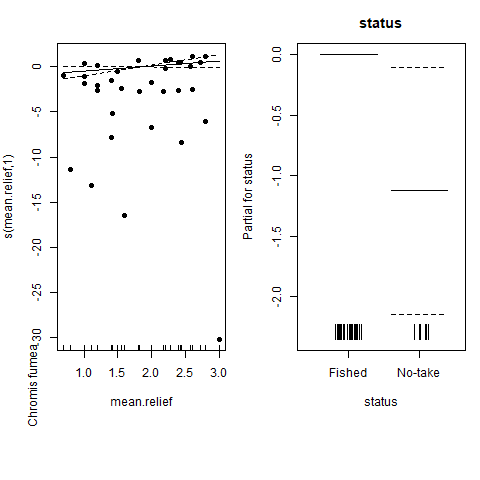 status
0
-5
-10
-15
-20
-25
-30
s(mean.relief,1)
Chromis fumea
1.0 1.5 2.0 2.5 3.0
mean.relief
0.0
-0.5
-1.0
-1.5
-2.0
Partial for status
Fished No-take
status